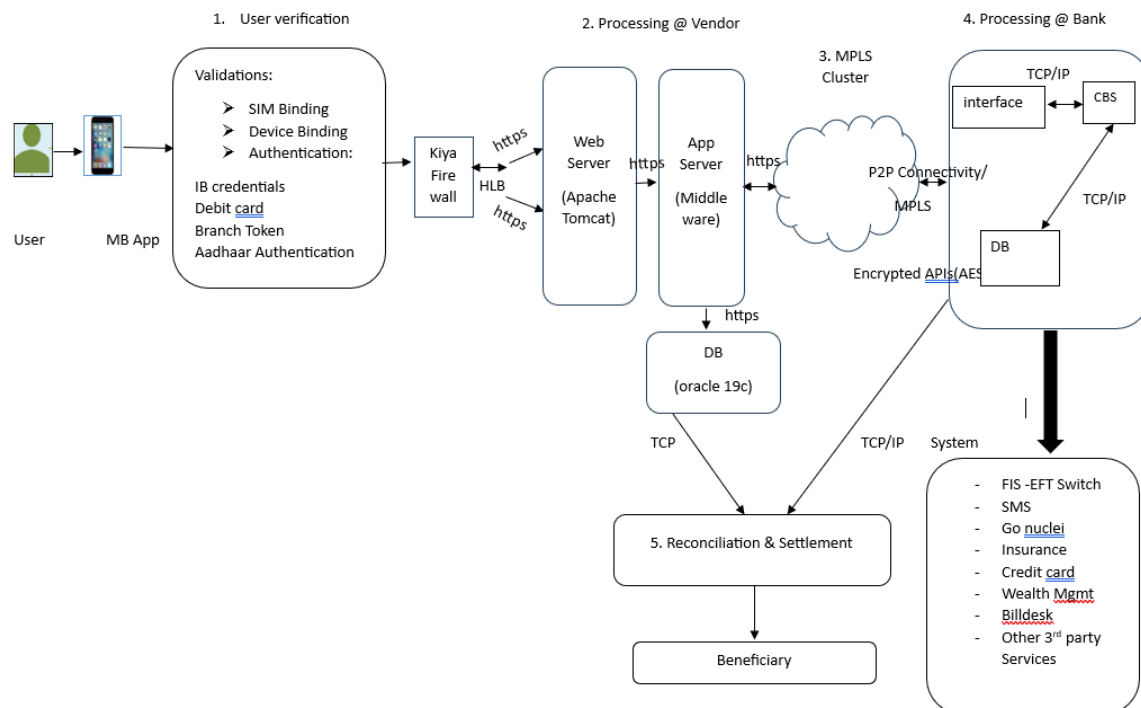 1. User verification
2. Processing @ Vendor
4. Processing @ Bank
3. MPLS
Cluster
Validations:
➢ SIM Binding
➢ Device Binding
➢ Authentication:
IB credentials
Debit card
Branch Token
Aadhaar Authentication
User
MB App
Kiya
Fire
wall
https
HLB
https
Web
Server
(Apache
Tomcat)
https
App
Server
(Middle
ware)
https
P2P Connectivity/
MPLS
TCP/IP
interface
CBS
TCP/IP
DB
Encrypted APIs(AES
https
DB
(oracle 19c)
TCP
TCP/IP
System
5. Reconciliation & Settlement
Beneficiary
- FIS -EFT Switch
- SMS
- Go nuclei
- Insurance
- Credit card
- Wealth Mgmt
- Billdesk
- Other 3rd party
Services